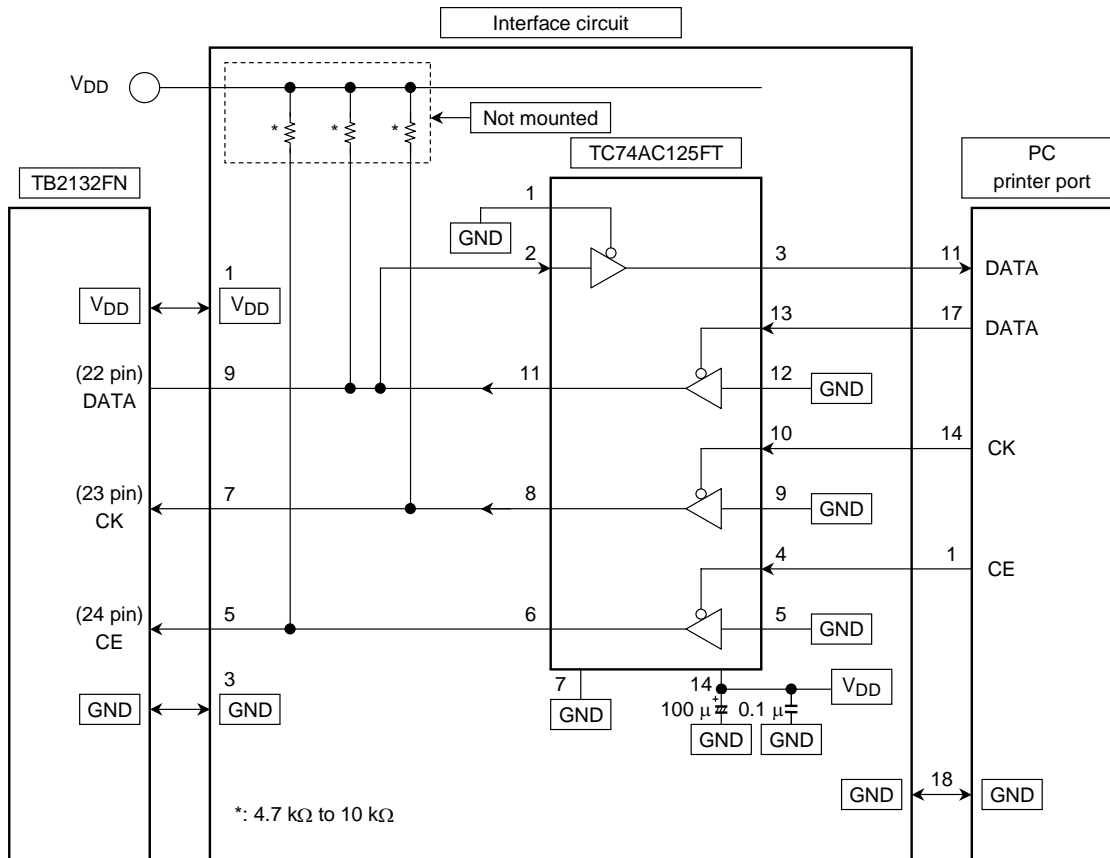 Interface circuit
VDD
Not mounted
* * *
TC74AC125FT
PC
printer port
TB2132FN
1
GND
2
3
11
DATA
1
VDD
VDD
13
17
DATA
(22 pin)
DATA
9
11
12
GND
10
14
CK
(23 pin)
CK
7
8
9
GND
4
1
CE
(24 pin)
CE
5
6
5
GND
3
GND
GND
7
GND
14
VDD
100 μ
+
0.1 μ
GND
GND
GND
18
GND
*: 4.7 kΩ to 10 kΩ